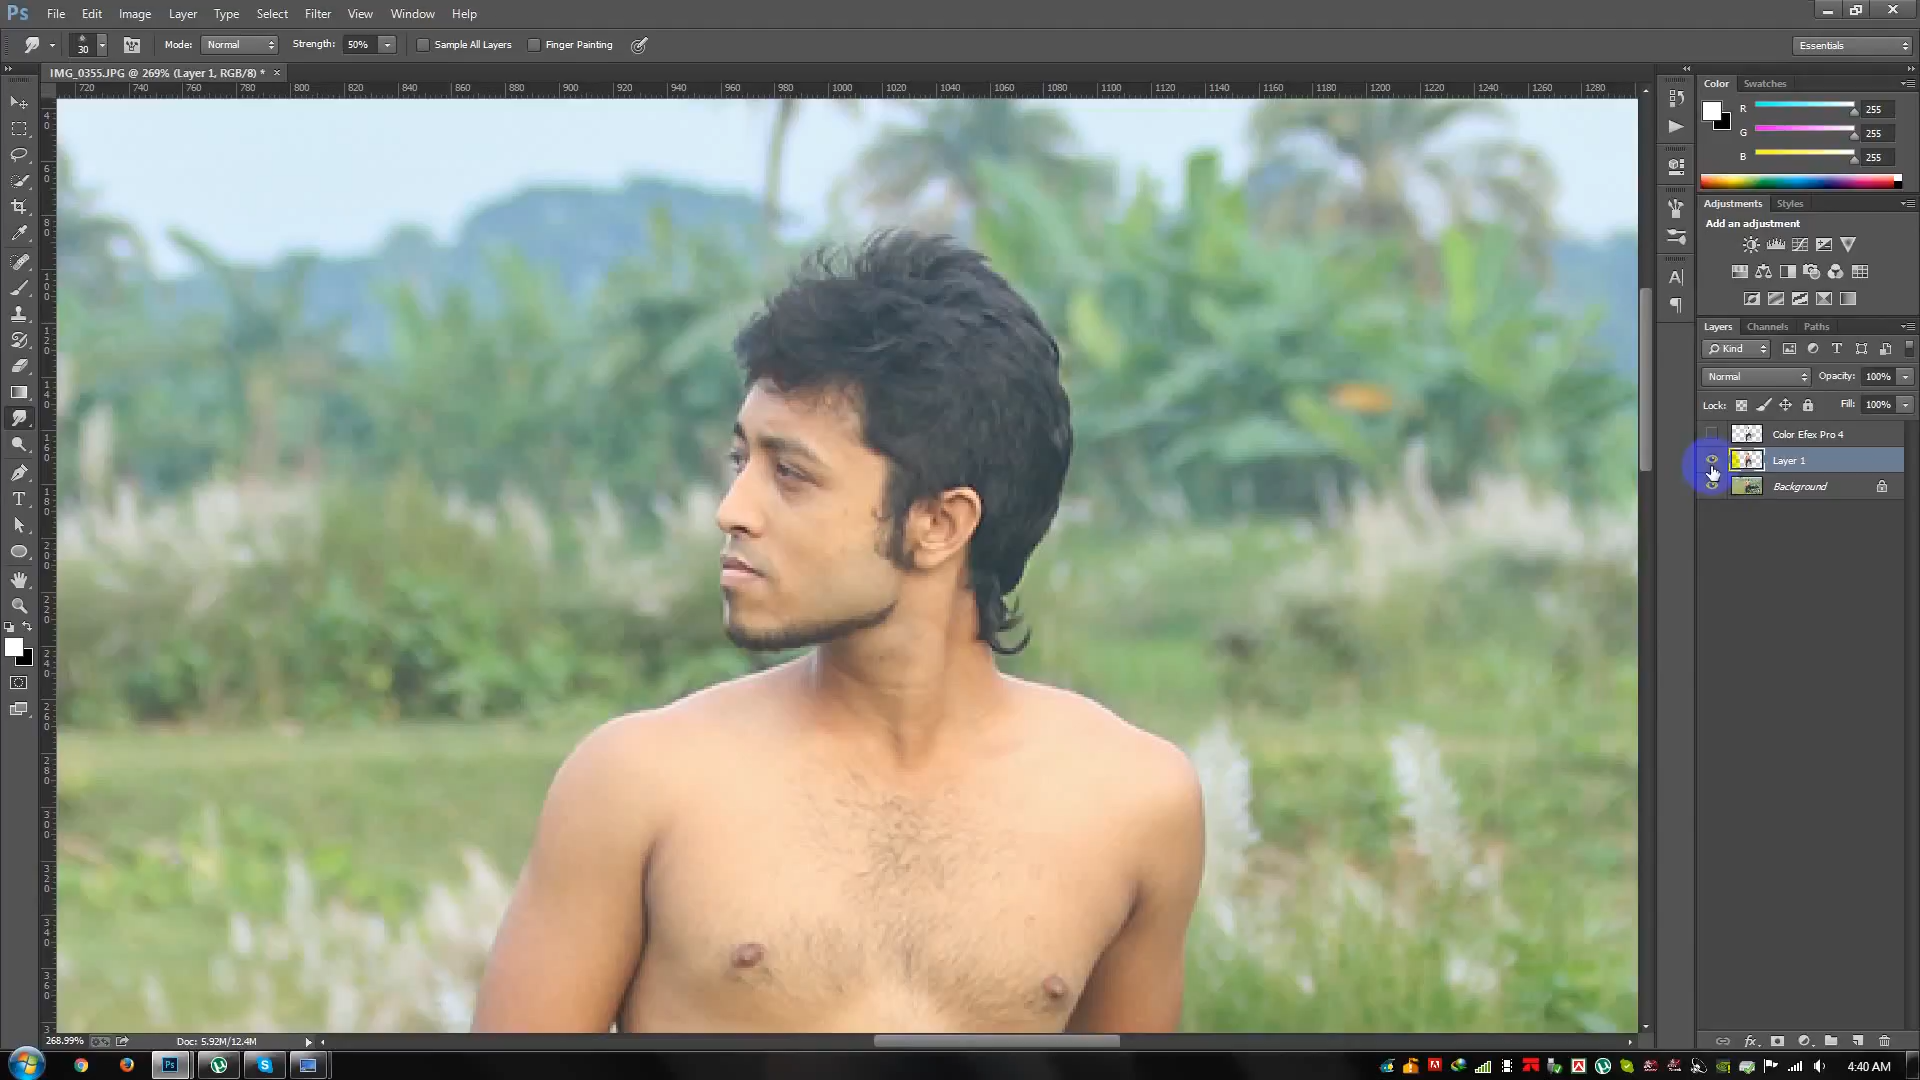 Ps File Edit Image Layer Type Select Filter View Window Help
30 Mode: Normal Strength: 50% Sample All Layers Finger Painting Essentials
IMG_0355.JPG @ 269% (Layer 1, RGB/8) * ×
720 740 760 780 800 820 840 860 880 900 920 940 960 980 1000 1020 1040 1060 1080 1100 1120 1140 1160 1180 1200 1220 1240 1260 1280
Color Swatches
R 255
G 255
B 255
Adjustments Styles
Add an adjustment
Layers Channels Paths
Kind
Normal Opacity: 100%
Lock: Fill: 100%
Color Efex Pro 4
Layer 1
Background
268.99% Doc: 5.92M/12.4M
4:40 AM